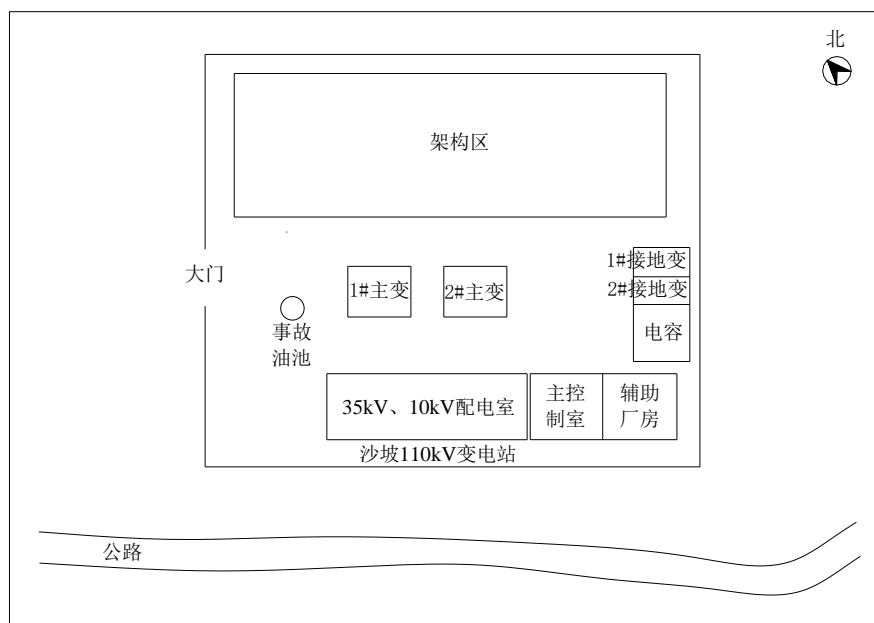 北
架构区
大门
1#接地变
2#接地变
1#主变
2#主变
事故
油池
电容
35kV、10kV配电室
主控
制室
辅助
厂房
沙坡110kV变电站
公路